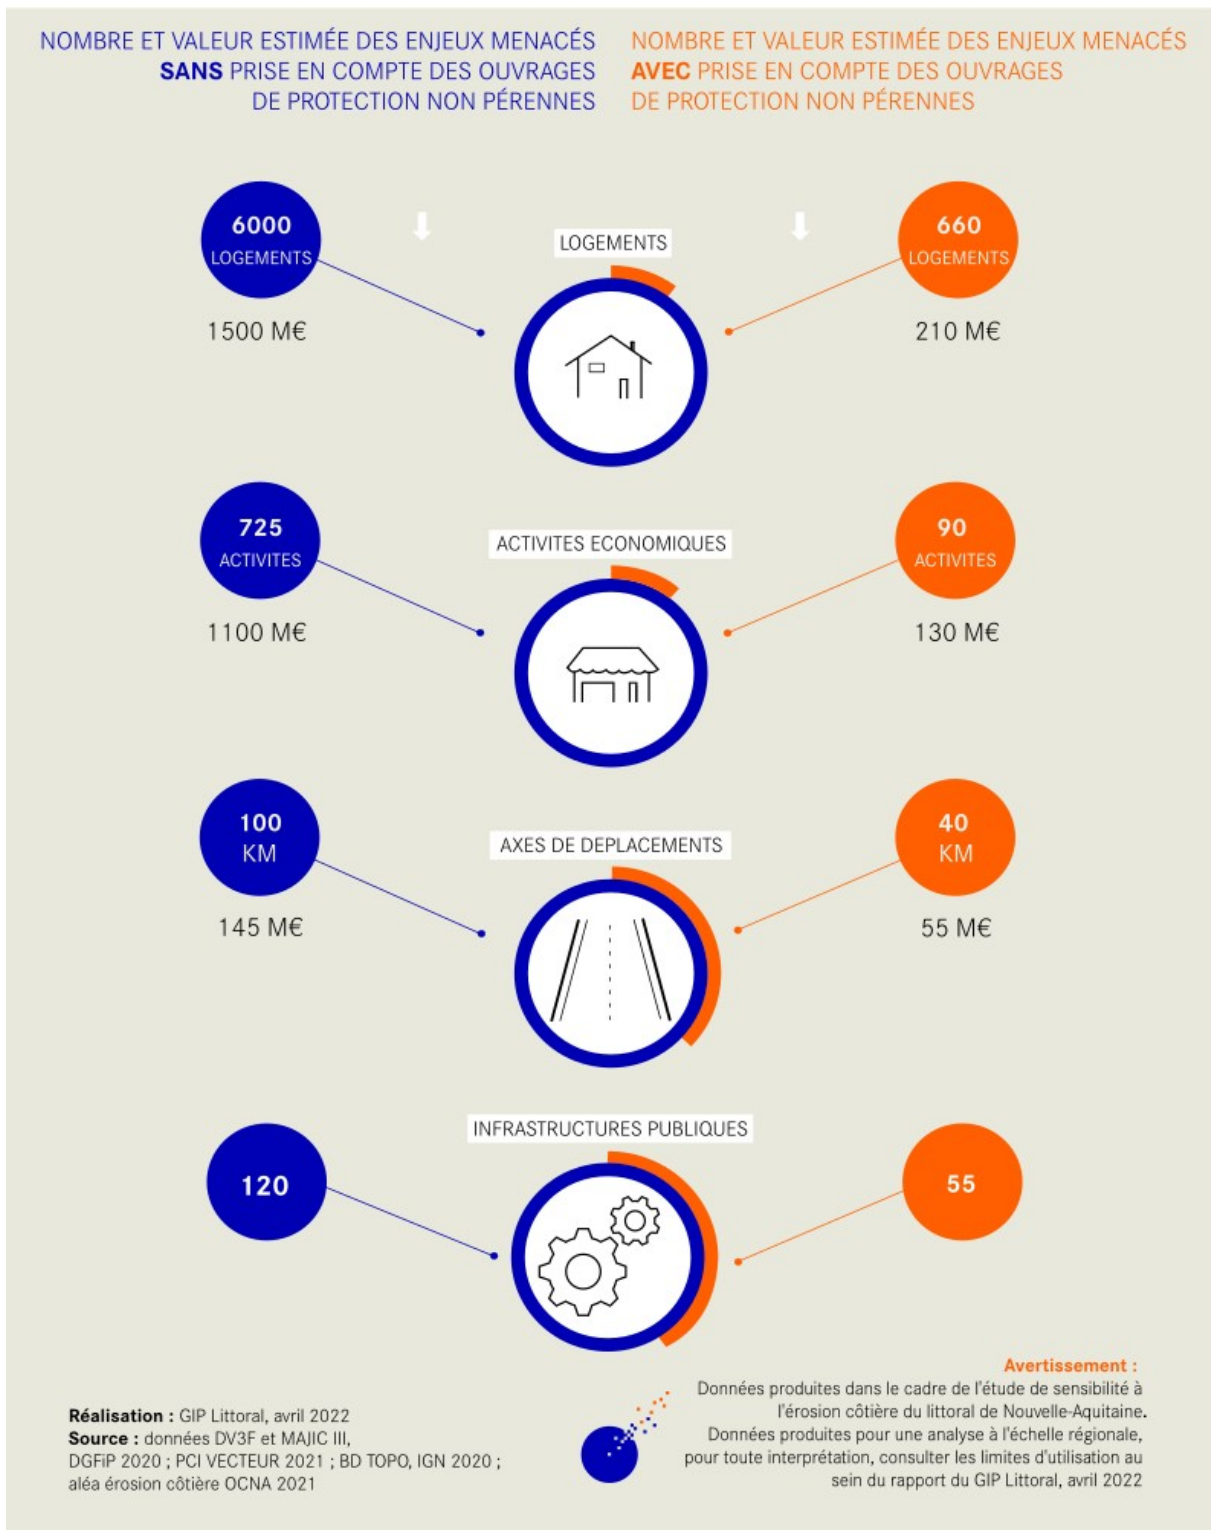 NOMBRE ET VALEUR ESTIMÉE DES ENJEUX MENACÉS
SANS PRISE EN COMPTE DES OUVRAGES
DE PROTECTION NON PÉRENNES
NOMBRE ET VALEUR ESTIMÉE DES ENJEUX MENACÉS
AVEC PRISE EN COMPTE DES OUVRAGES
DE PROTECTION NON PÉRENNES
6000
LOGEMENTS
1500 M€
LOGEMENTS
660
LOGEMENTS
210 M€
725
ACTIVITES
1100 M€
ACTIVITES ECONOMIQUES
90
ACTIVITES
130 M€
100
KM
145 M€
AXES DE DEPLACEMENTS
40
KM
55 M€
120
INFRASTRUCTURES PUBLIQUES
55
Réalisation : GIP Littoral, avril 2022
Source : données DV3F et MAJIC III,
DGFiP 2020 ; PCI VECTEUR 2021 ; BD TOPO, IGN 2020 ;
aléa érosion côtière OCNA 2021
Avertissement :
Données produites dans le cadre de l'étude de sensibilité à
l'érosion côtière du littoral de Nouvelle-Aquitaine.
Données produites pour une analyse à l'échelle régionale,
pour toute interprétation, consulter les limites d'utilisation au
sein du rapport du GIP Littoral, avril 2022